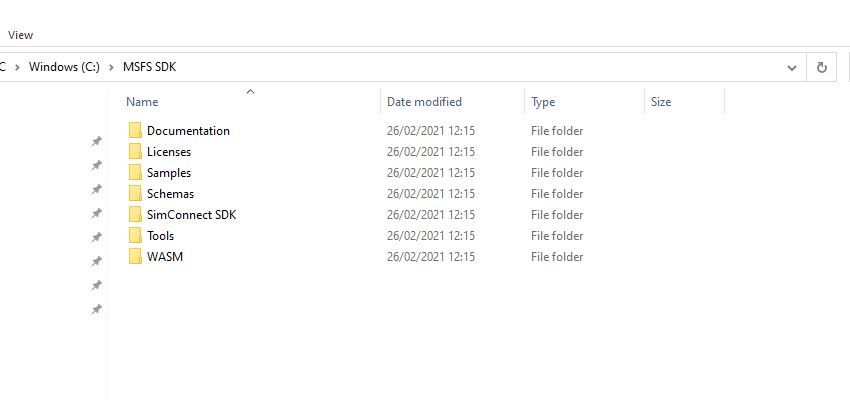 View
C > Windows (C:) > MSFS SDK
Name Date modified Type Size
Documentation 26/02/2021 12:15 File folder
Licenses 26/02/2021 12:15 File folder
Samples 26/02/2021 12:15 File folder
Schemas 26/02/2021 12:15 File folder
SimConnect SDK 26/02/2021 12:15 File folder
Tools 26/02/2021 12:15 File folder
WASM 26/02/2021 12:15 File folder